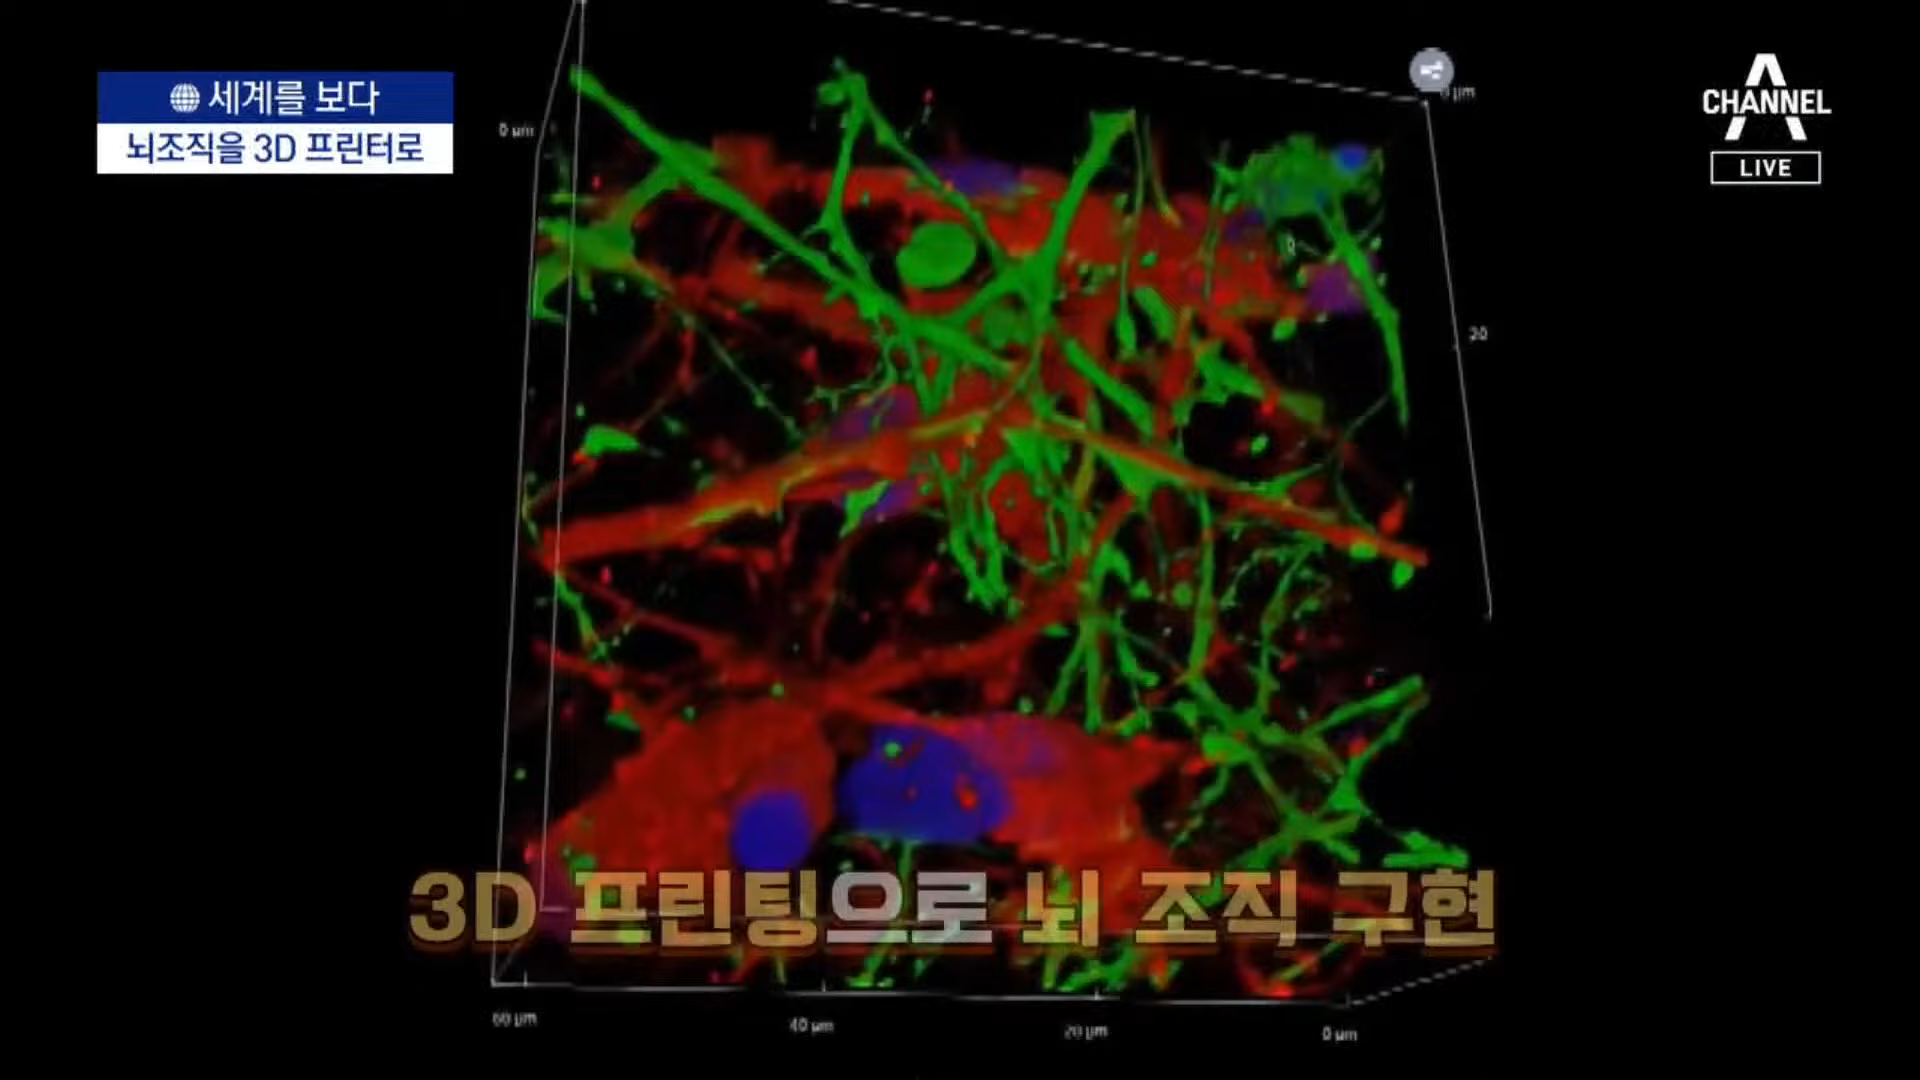 세계를 보다
뇌조직을 3D 프린터로
CHANNEL A
LIVE
0 μm
0 μm
20
3D 프린팅으로 뇌 조직 구현
60 μm
40 μm
20 μm
0 μm